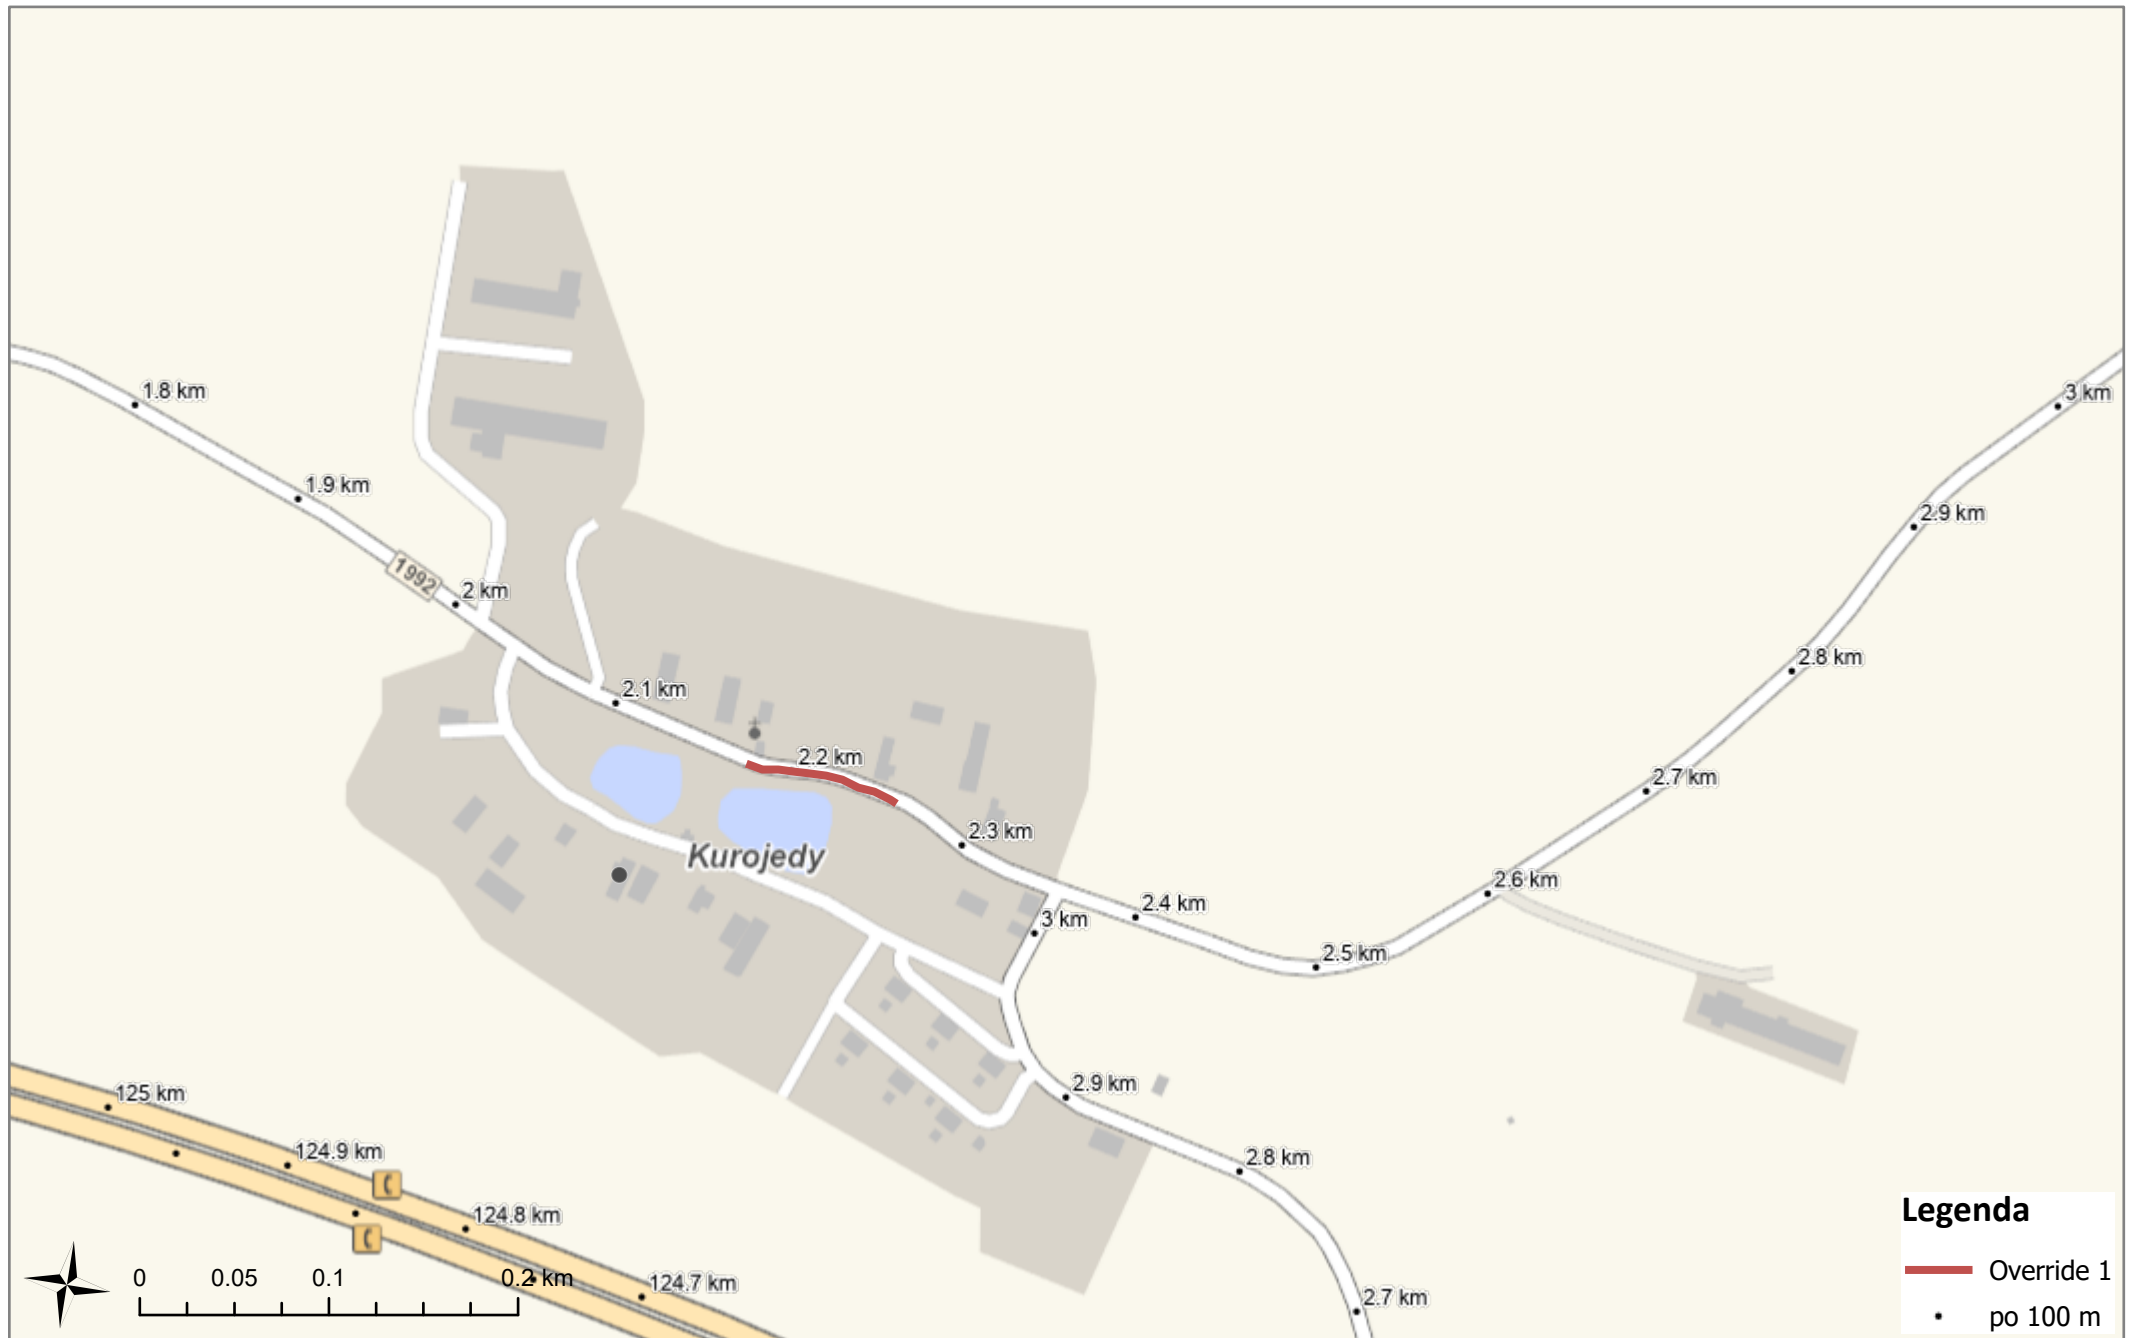 1.8 km
3 km
1.9 km
2.9 km
1992
2 km
2.8 km
2.1 km
2.2 km
2.7 km
2.3 km
Kurojedy
2.6 km
2.4 km
3 km
2.5 km
2.9 km
125 km
124.9 km
2.8 km
124.8 km
124.7 km
2.7 km
0 0.05 0.1 0.2 km
Legenda
Override 1
po 100 m